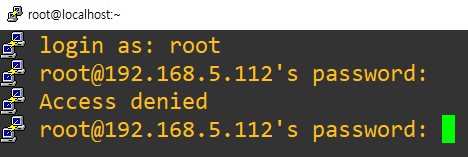 root@localhost:~
login as: root
root@192.168.5.112's password:
Access denied
root@192.168.5.112's password: